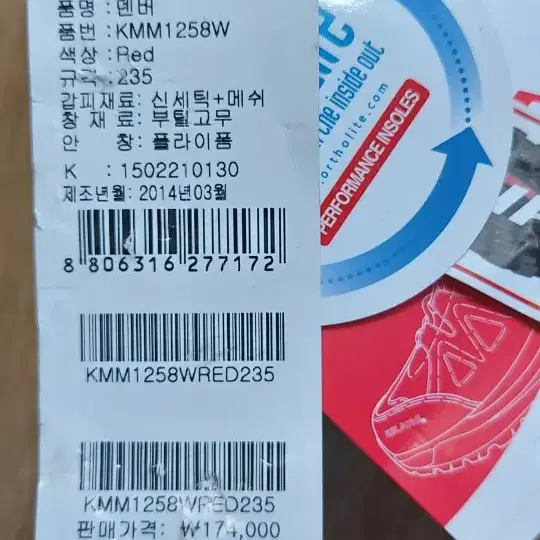 품명: 덴버
품번: KMM1258W
색상: Red
규격: 235
갑피재료: 신세틱+메쉬
창 재료: 부틸고무
안 창: 플라이폼
K : 1502210130
제조년월: 2014년03월
8 806316 277172
KMM1258WRED235
KMM1258WRED235
판매가격: ₩174,000
inside out
ortholite.com
PERFORMANCE INSOLES